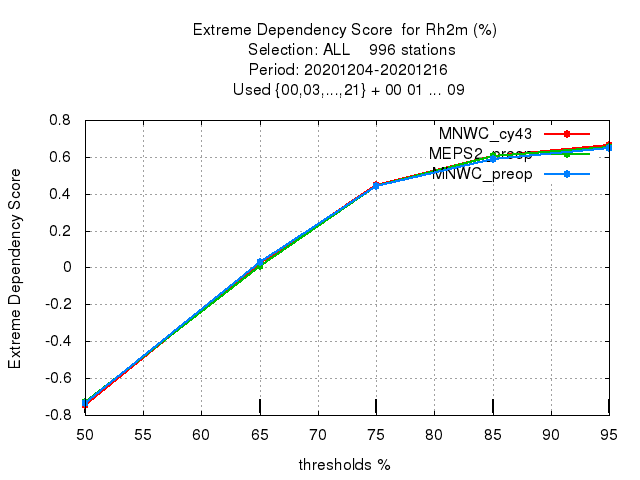 Extreme Dependency Score  for Rh2m (%)
Selection: ALL    996 stations
Period: 20201204-20201216
Used {00,03,...,21} + 00 01 ... 09
Extreme Dependency Score
0.8
0.6
0.4
0.2
0
-0.2
-0.4
-0.6
-0.8
MNWC_cy43
MEPS2_preop
MNWC_preop
50 55 60 65 70 75 80 85 90 95
thresholds %